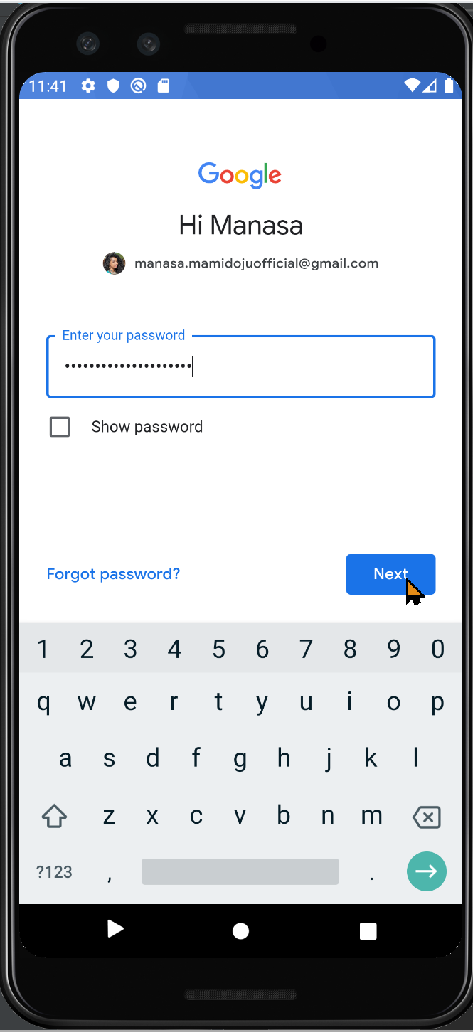 11:41
Google
Hi Manasa
manasa.mamidojuofficial@gmail.com
Enter your password
•••••••••••••••••••••
Show password
Forgot password?
Next
1 2 3 4 5 6 7 8 9 0
q w e r t y u i o p
a s d f g h j k l
z x c v b n m
?123 , .